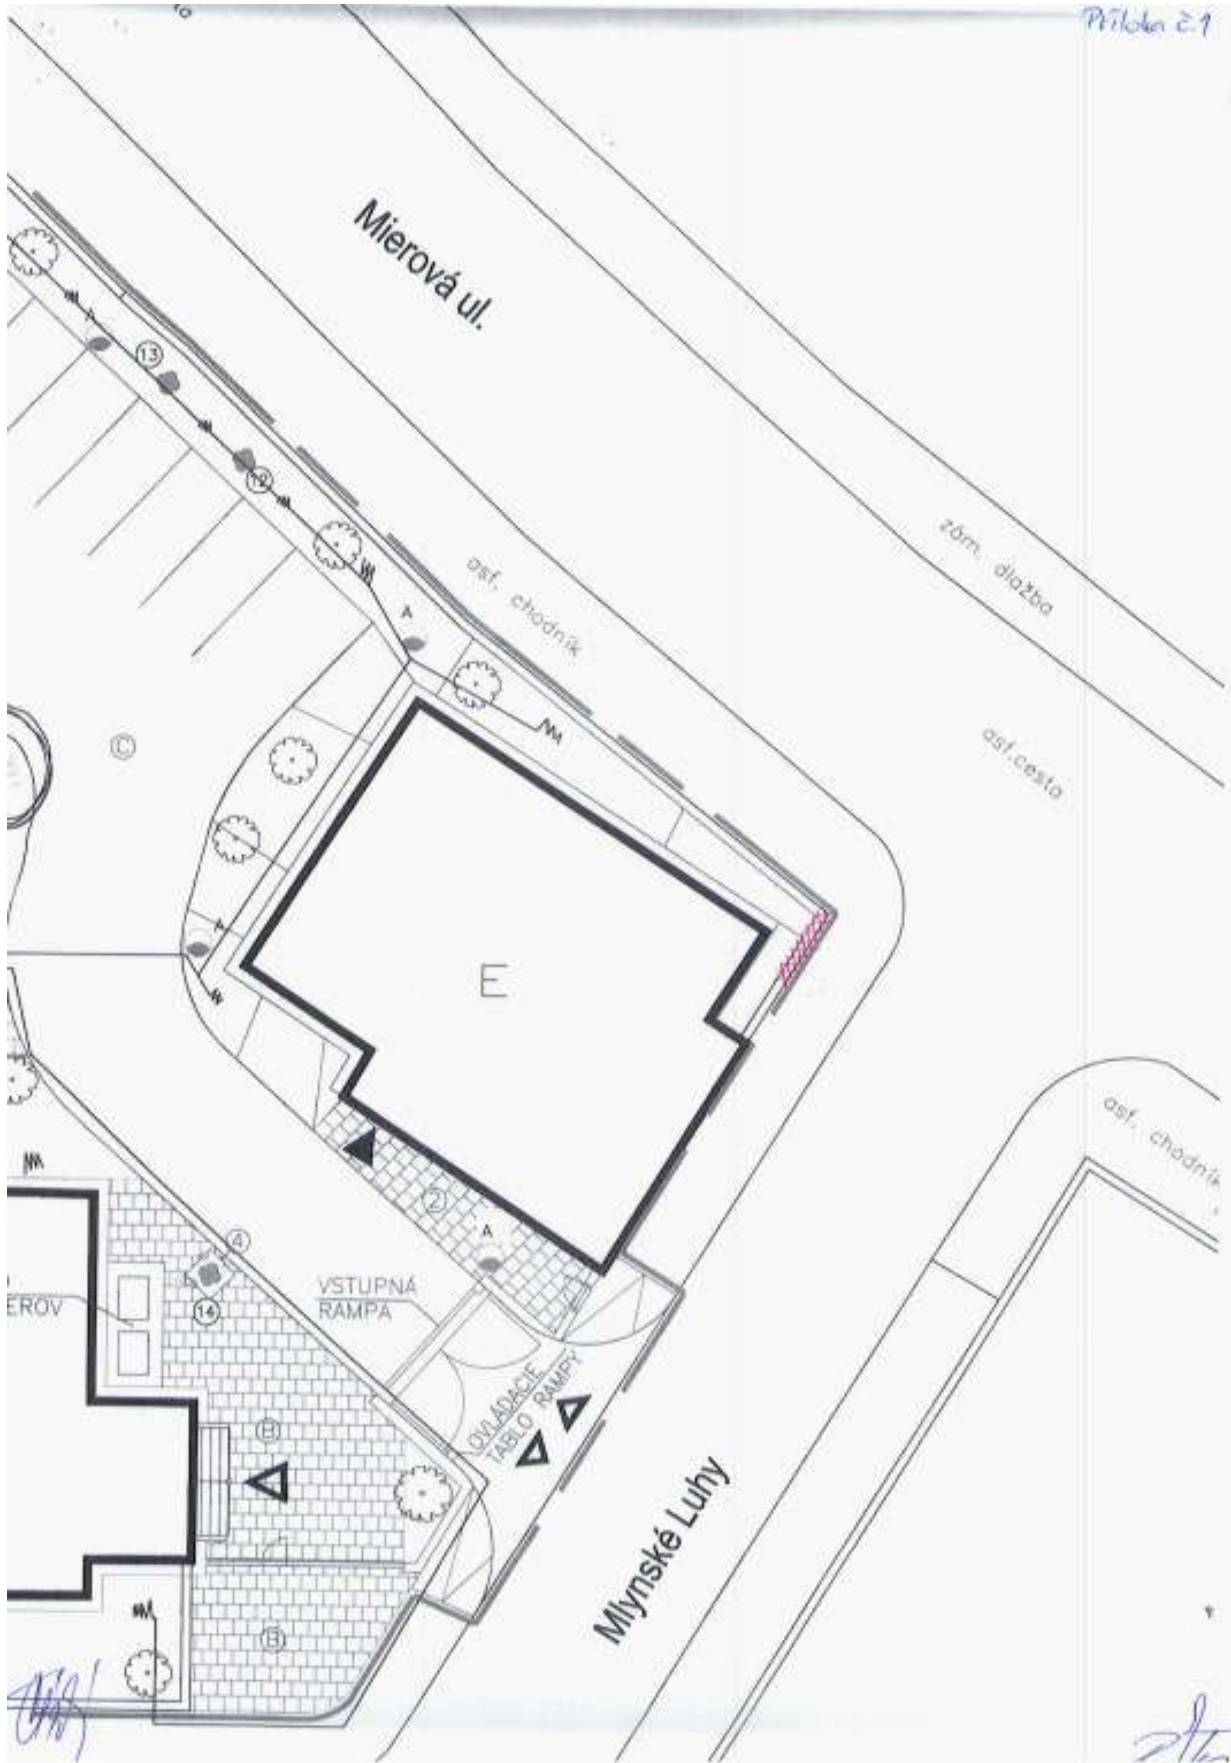 Príloha č.1
Mierová ul.
A
13
12
asf. chodník
zám. dlažba
A
C
asf.cesta
A
E
asf. chodník
2
A
4
VSTUPNÁ
RAMPA
EROV
14
OVLÁDACIE
TABLO RAMPY
B
Mlynské Luhy
B